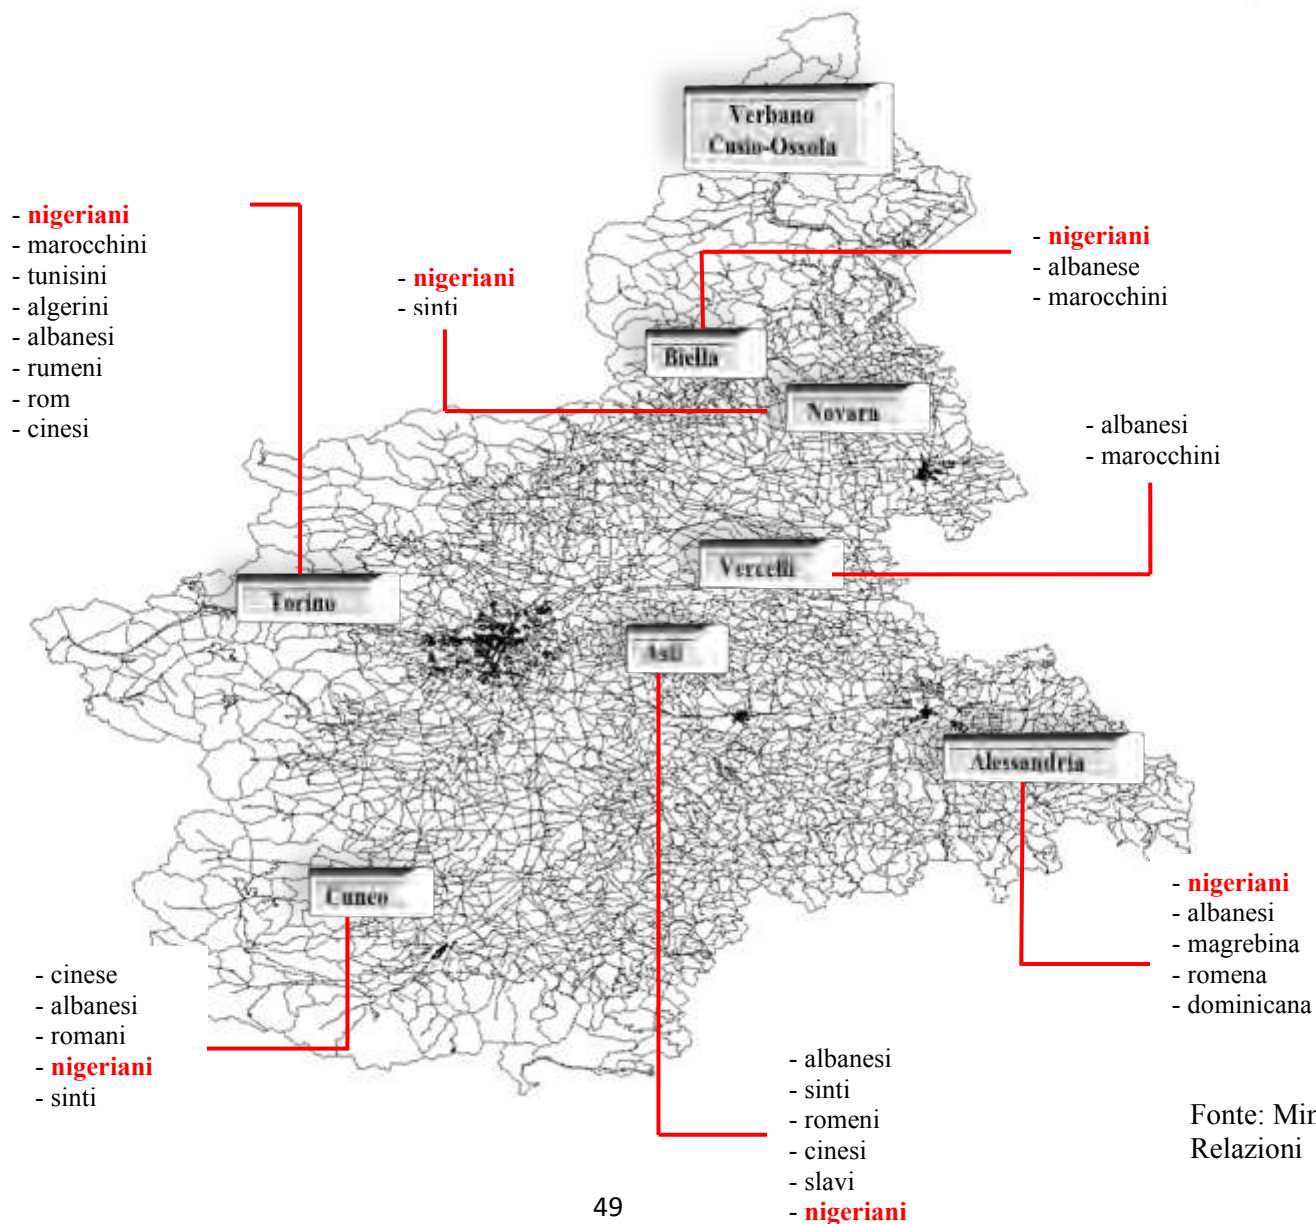 Verbano
Cusio-Ossola
- nigeriani
- marocchini
- tunisini
- algerini
- albanesi
- rumeni
- rom
- cinesi
- nigeriani
- sinti
- nigeriani
- albanese
- marocchini
Biella
Novara
- albanesi
- marocchini
Vercelli
Torino
Asti
Alessandria
Cuneo
- nigeriani
- albanesi
- magrebina
- romena
- dominicana
- cinese
- albanesi
- romani
- nigeriani
- sinti
- albanesi
- sinti
- romeni
- cinesi
- slavi
- nigeriani
Fonte: Min
Relazioni
49